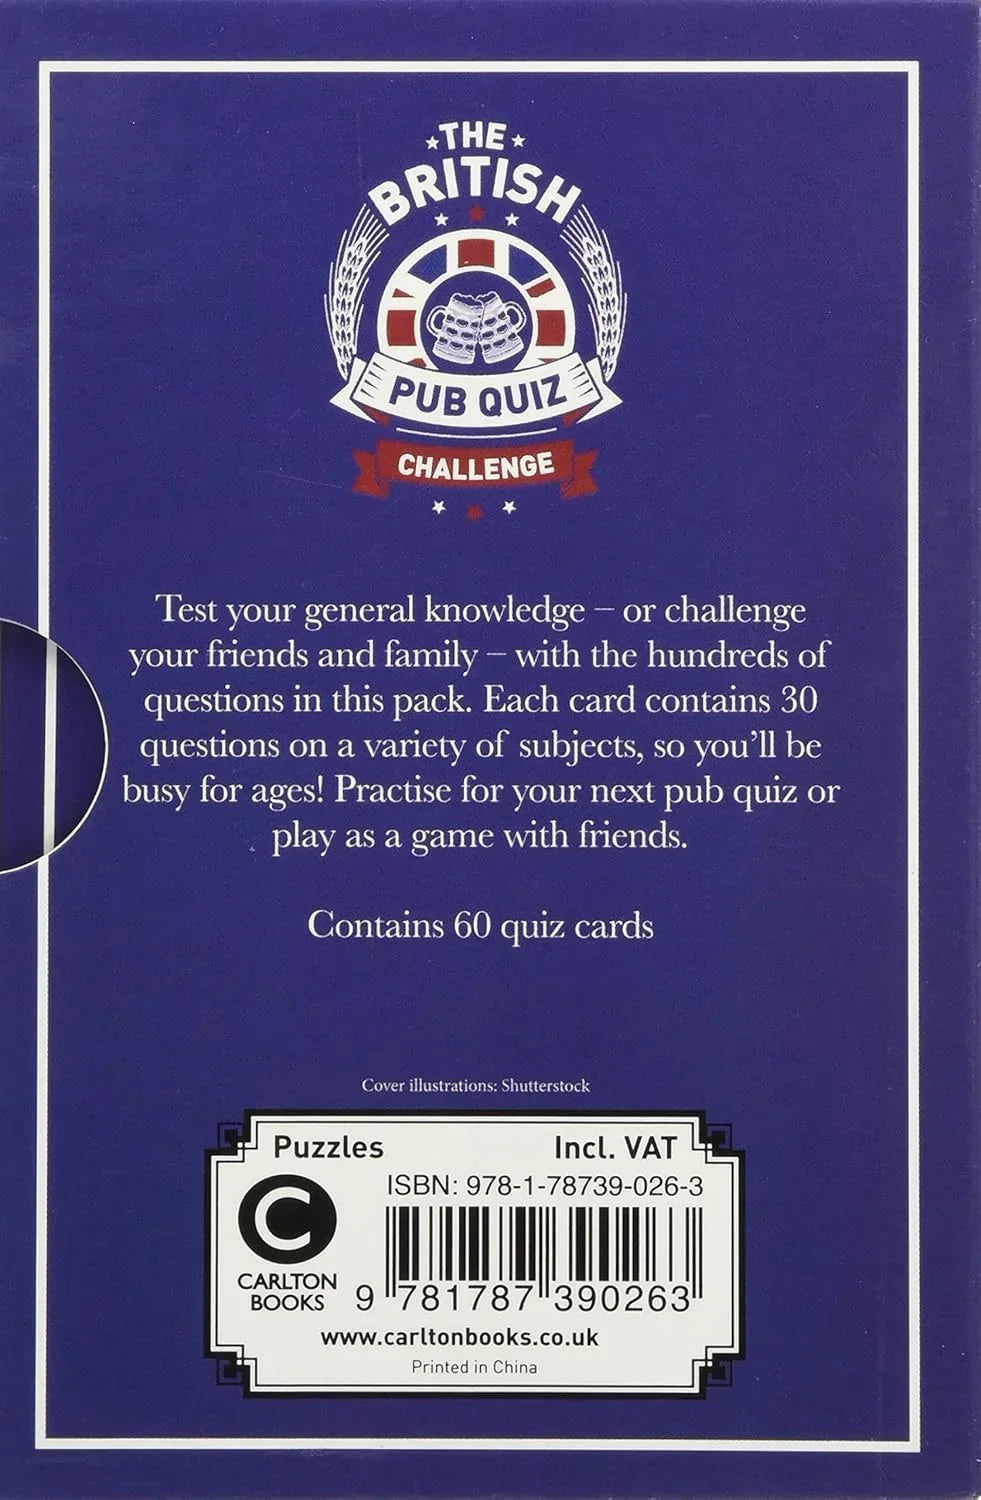 THE
BRITISH
PUB QUIZ
CHALLENGE
Test your general knowledge – or challenge
your friends and family – with the hundreds of
questions in this pack. Each card contains 30
questions on a variety of subjects, so you’ll be
busy for ages! Practise for your next pub quiz or
play as a game with friends.
Contains 60 quiz cards
Cover illustrations: Shutterstock
Puzzles Incl. VAT
ISBN: 978-1-78739-026-3
C
CARLTON
BOOKS
9 781787 390263
www.carltonbooks.co.uk
Printed in China